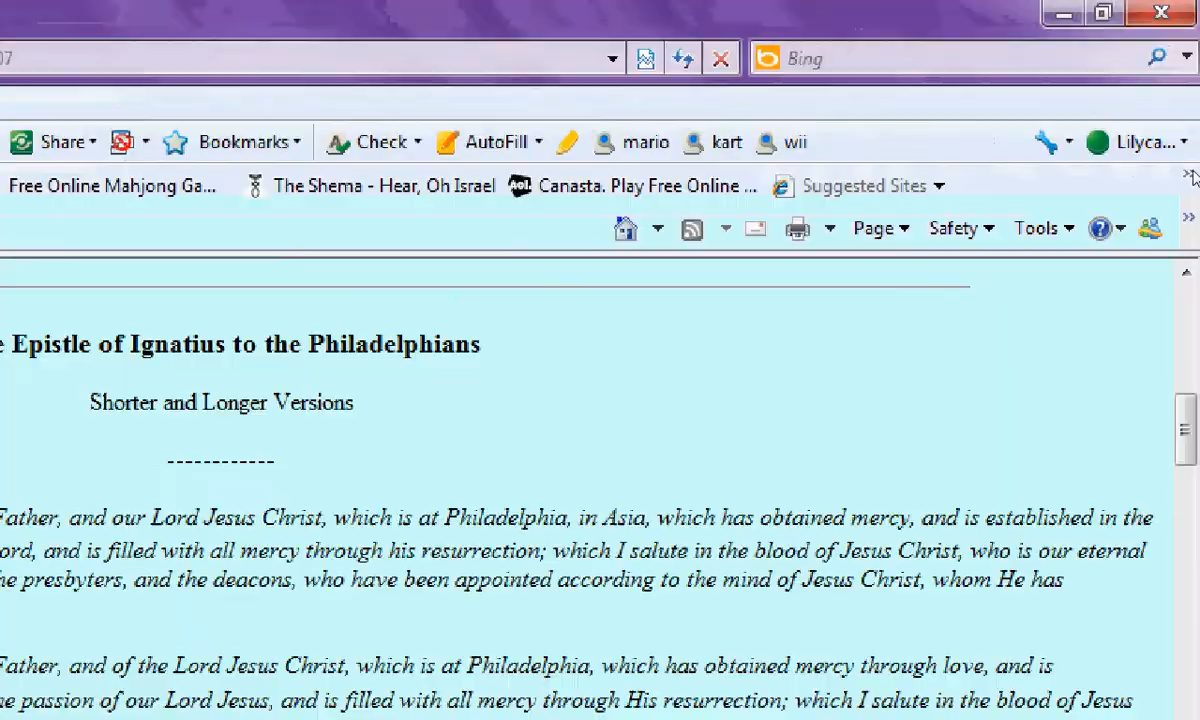 07 Bing
Share Bookmarks Check AutoFill mario kart wii Lilyca...
Free Online Mahjong Ga... The Shema - Hear, Oh Israel Aol. Canasta. Play Free Online ... Suggested Sites
Page Safety Tools
e Epistle of Ignatius to the Philadelphians
Shorter and Longer Versions
------------
Father, and our Lord Jesus Christ, which is at Philadelphia, in Asia, which has obtained mercy, and is established in the
ord, and is filled with all mercy through his resurrection; which I salute in the blood of Jesus Christ, who is our eternal
he presbyters, and the deacons, who have been appointed according to the mind of Jesus Christ, whom He has
Father, and of the Lord Jesus Christ, which is at Philadelphia, which has obtained mercy through love, and is
he passion of our Lord Jesus, and is filled with all mercy through His resurrection; which I salute in the blood of Jesus